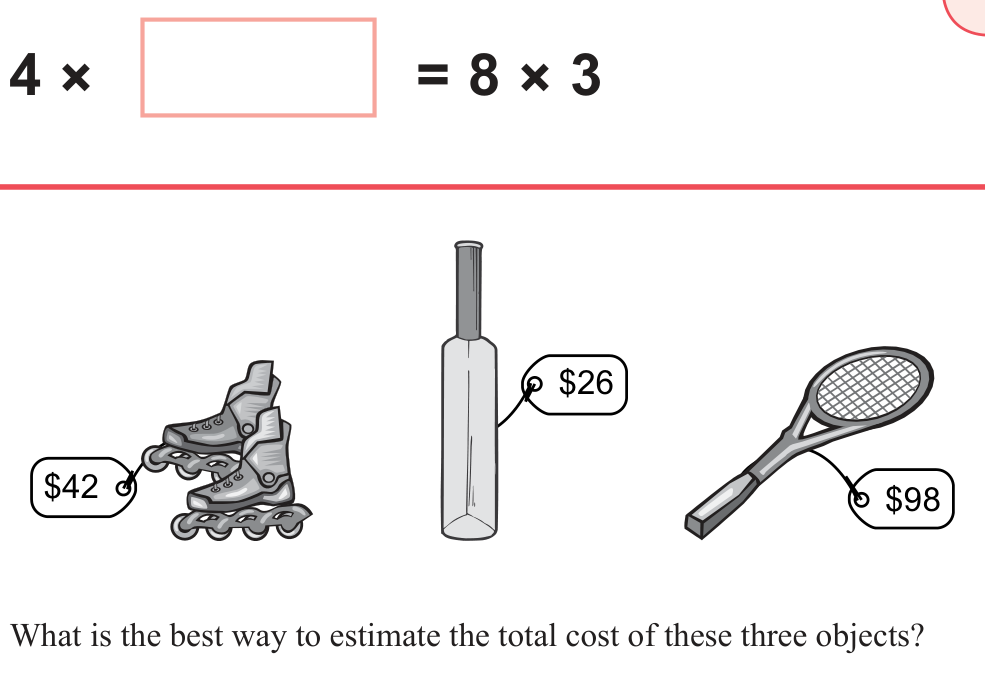 4 × = 8 × 3
$26
$42
$98
What is the best way to estimate the total cost of these three objects?